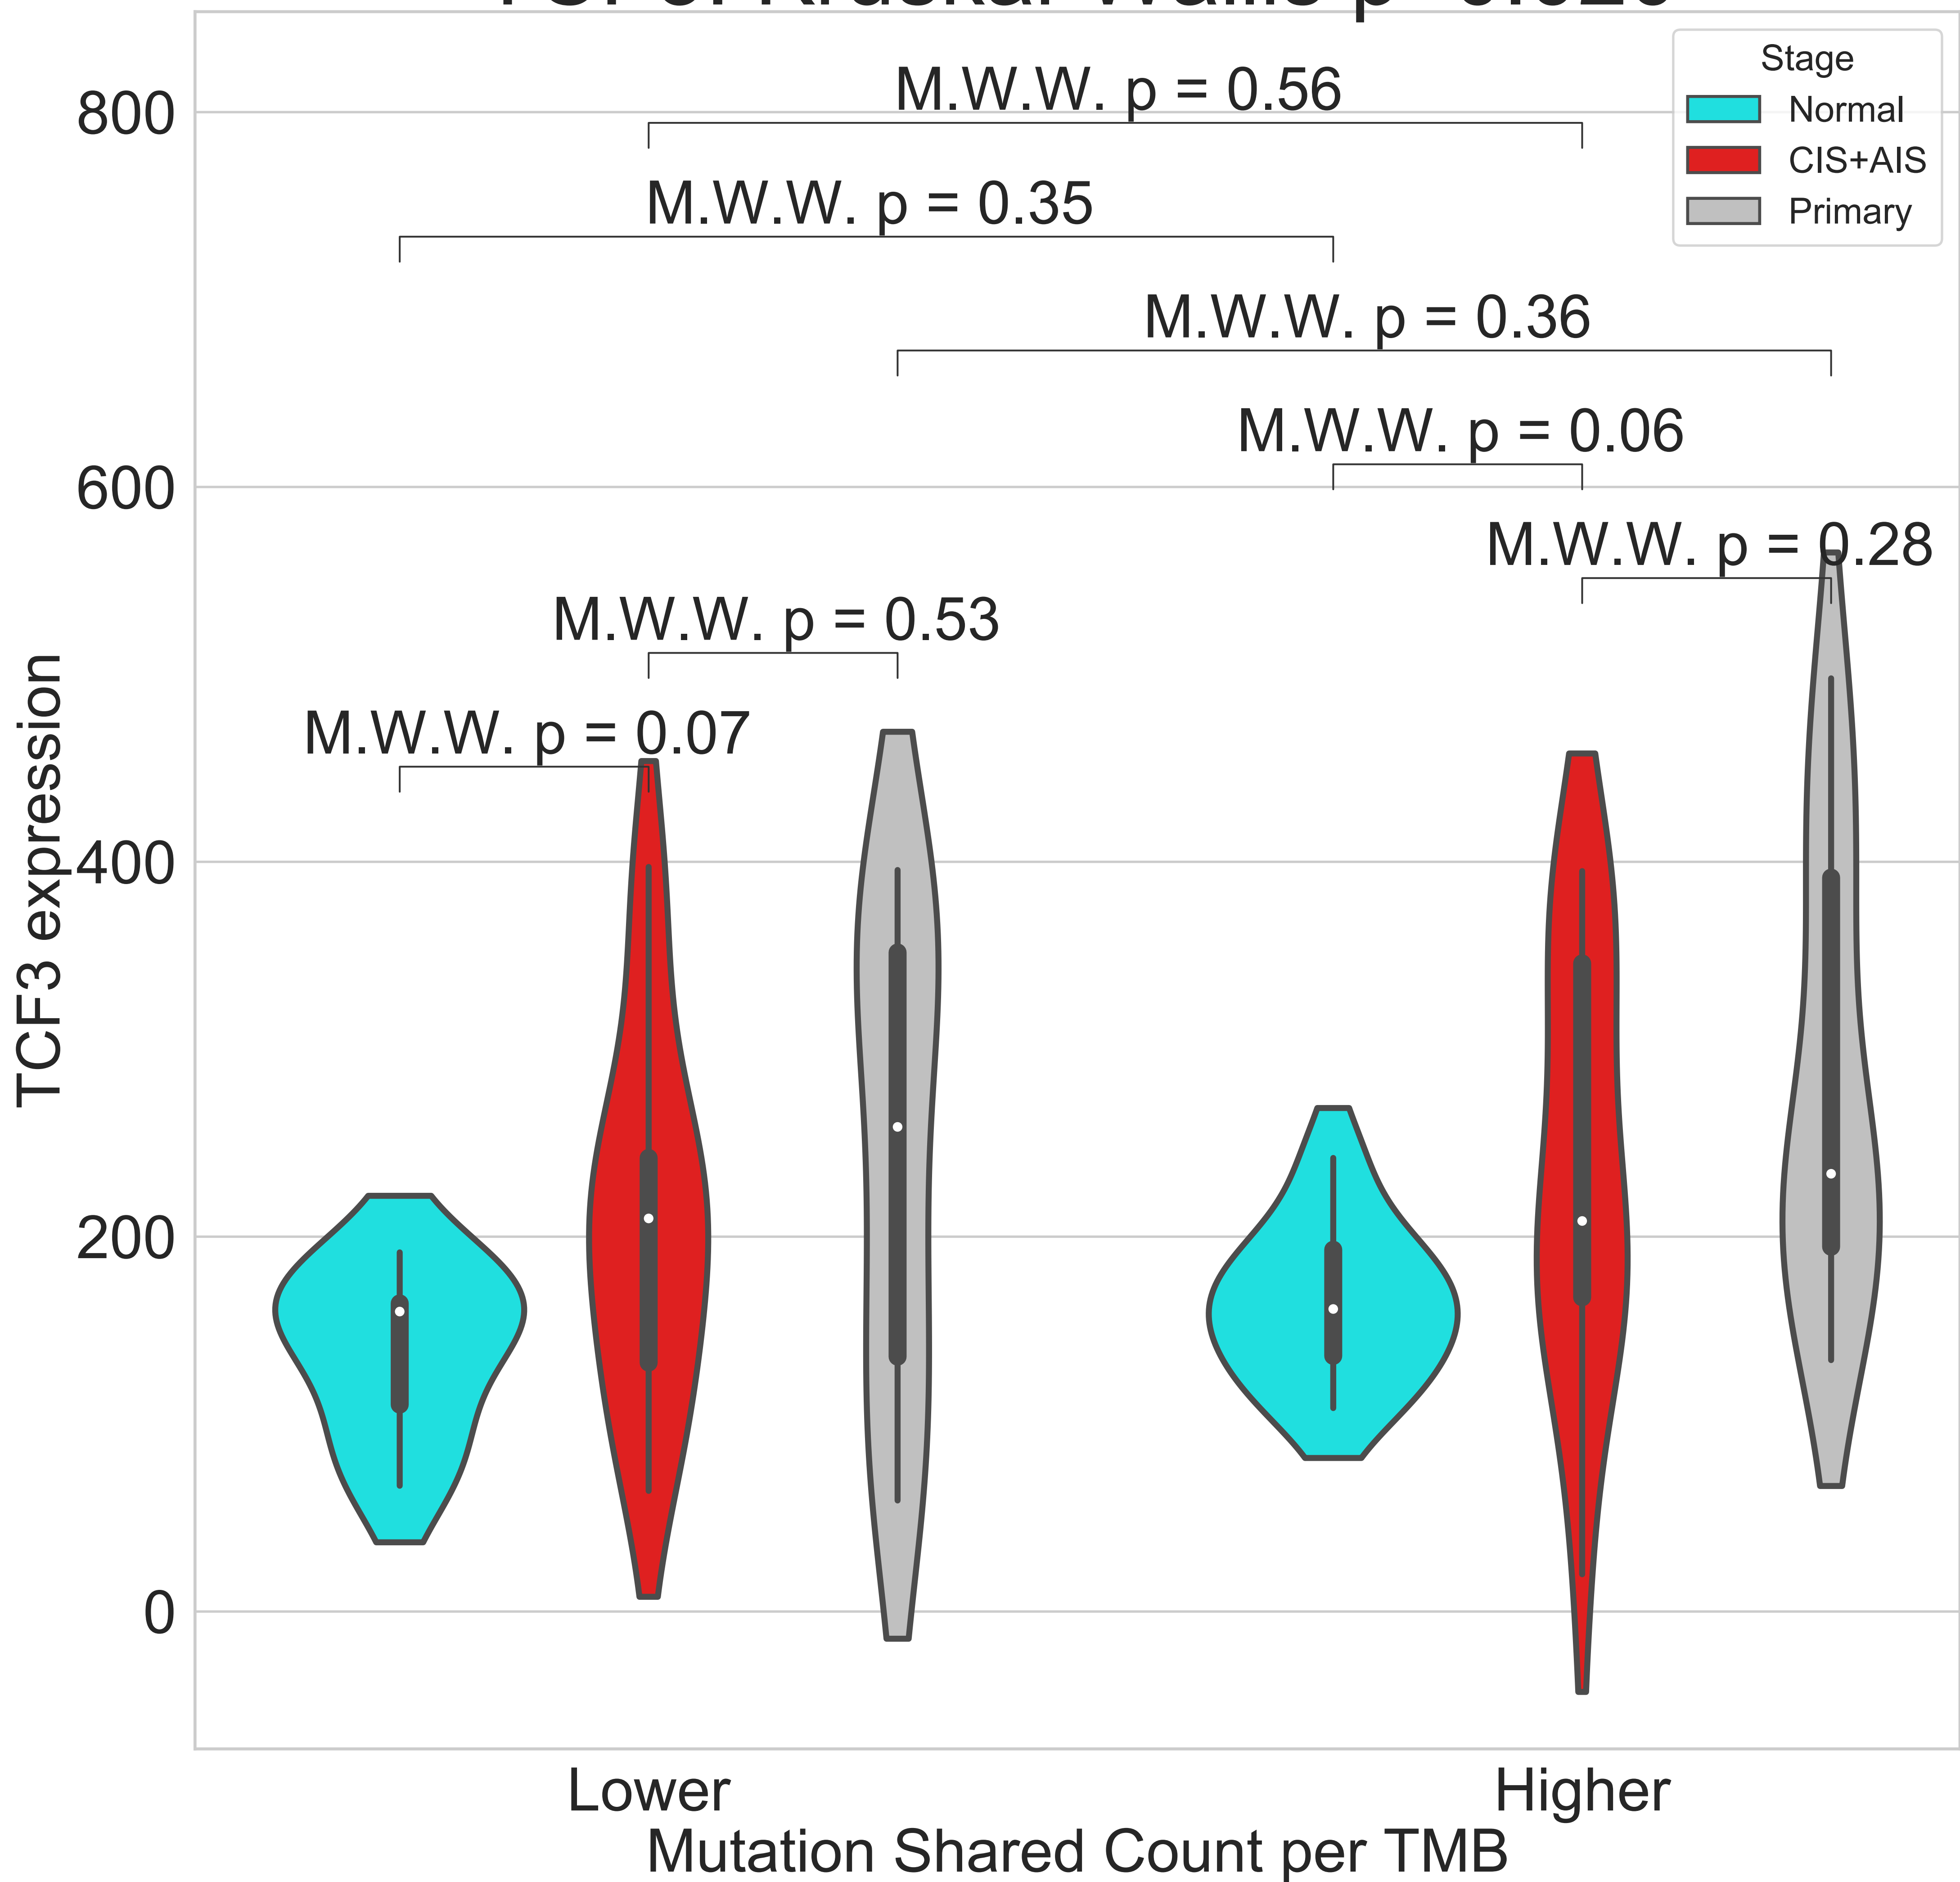 Stage
Normal
CIS+AIS
Primary
M.W.W. p = 0.56
M.W.W. p = 0.35
M.W.W. p = 0.36
M.W.W. p = 0.06
M.W.W. p = 0.28
M.W.W. p = 0.53
M.W.W. p = 0.07
800
600
400
200
0
TCF3 expression
Lower
Higher
Mutation Shared Count per TMB